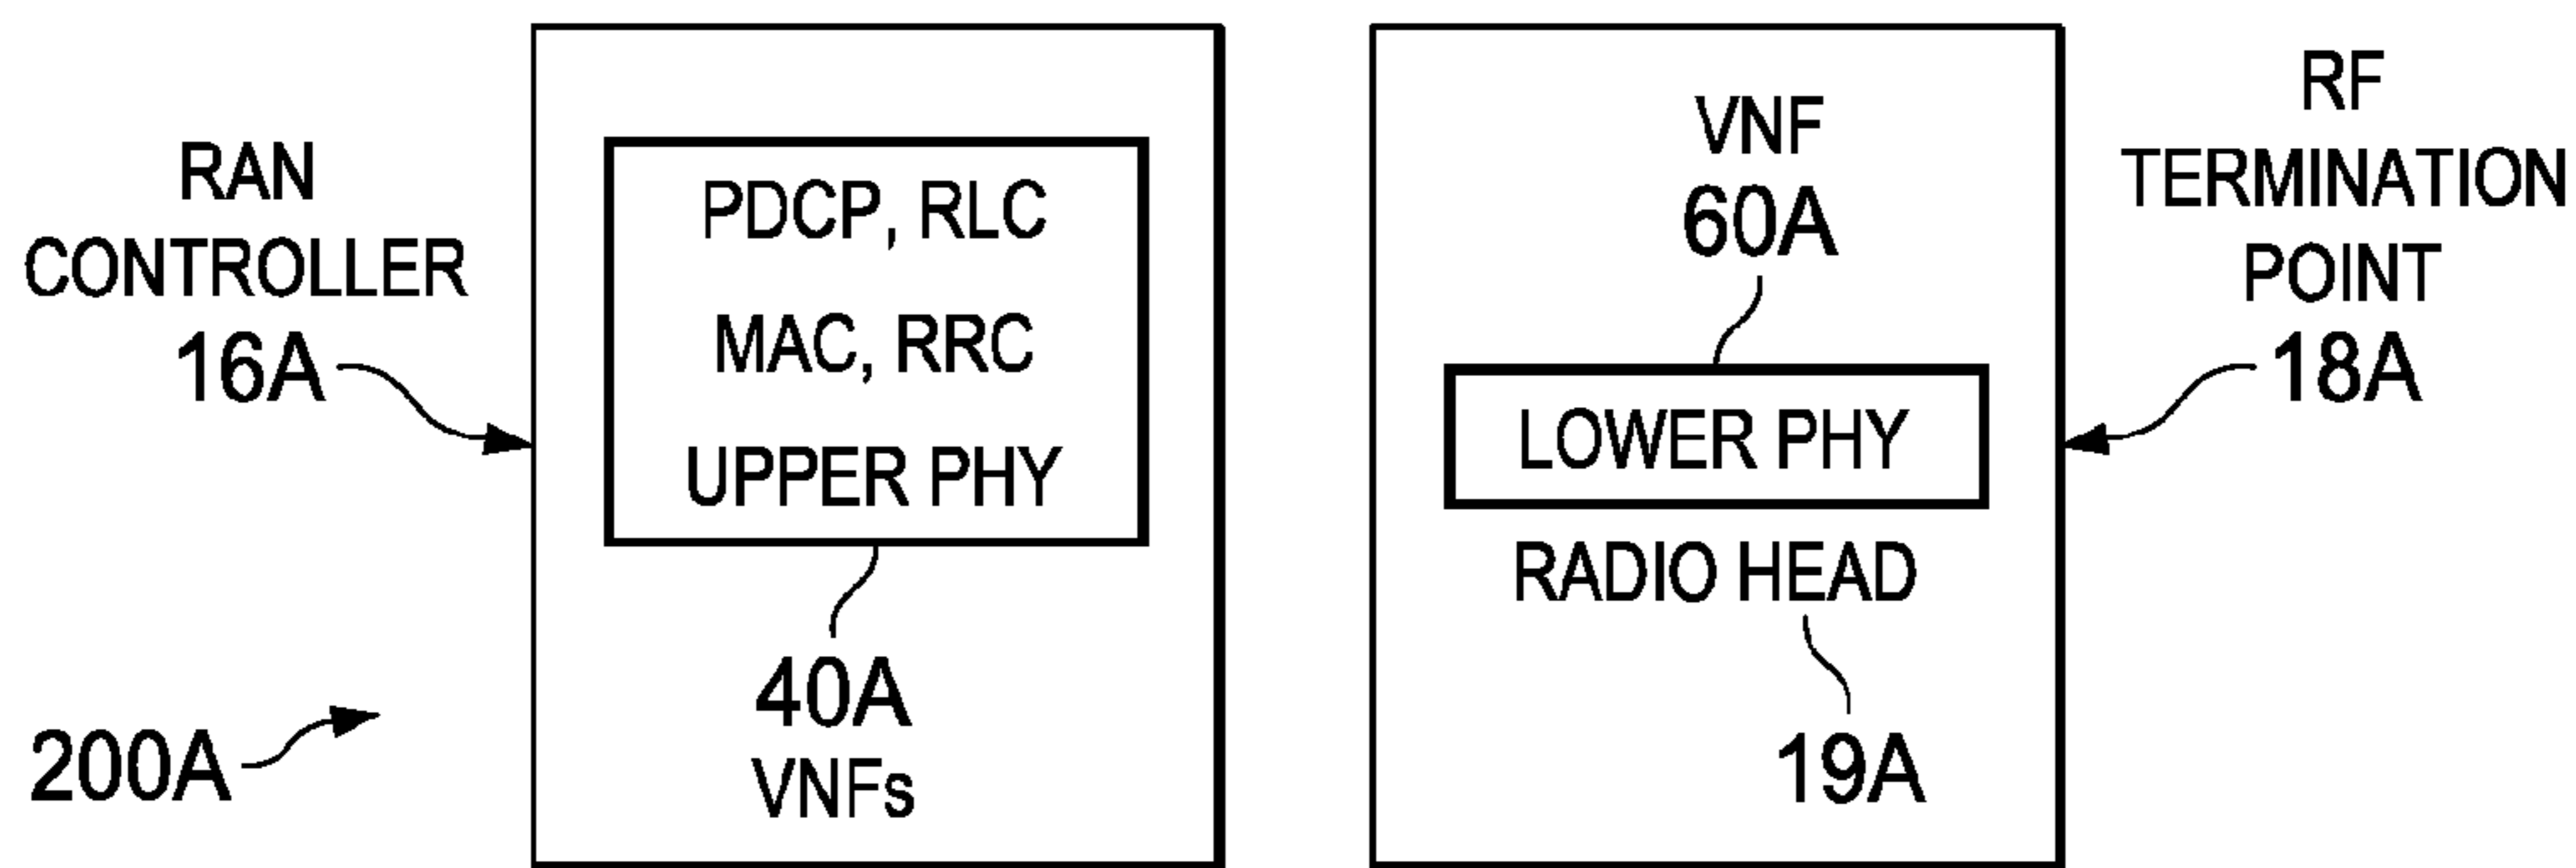 RAN
CONTROLLER
16A
200A
PDCP, RLC
MAC, RRC
UPPER PHY
40A
VNFs
VNF
60A
LOWER PHY
RADIO HEAD
19A
RF
TERMINATION
POINT
18A